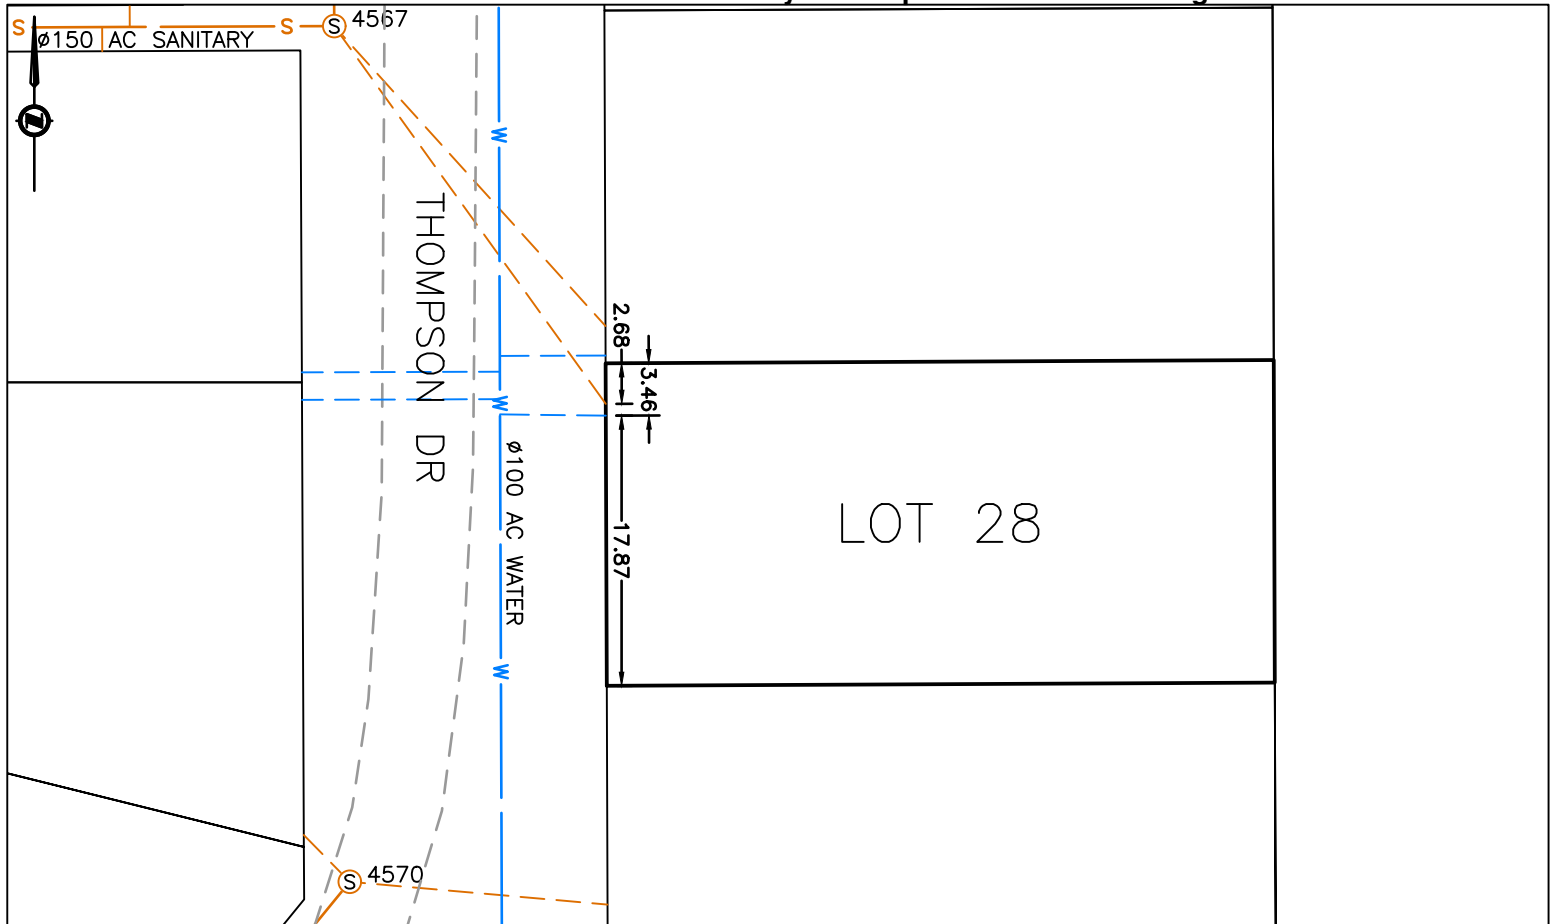 S
S
S 4567
ø150 AC SANITARY
W
THOMPSON DR
2.68
3.46
W
ø100 AC WATER
17.87
LOT 28
W
S 4570